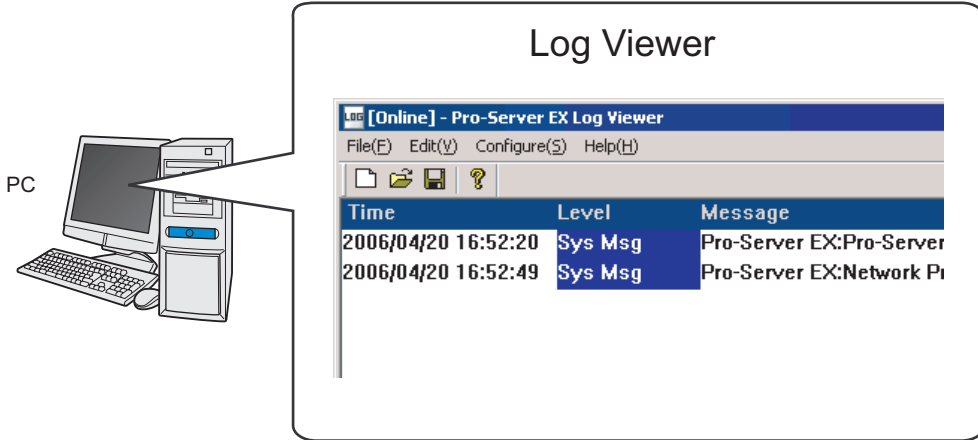 Log Viewer
PC
LOG [Online] - Pro-Server EX Log Viewer
File(F) Edit(V) Configure(S) Help(H)
Time Level Message
2006/04/20 16:52:20 Sys Msg Pro-Server EX:Pro-Server
2006/04/20 16:52:49 Sys Msg Pro-Server EX:Network